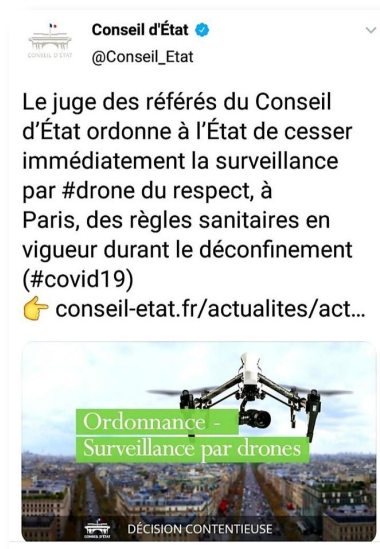 Conseil d'État
@Conseil_Etat
CONSEIL D'ÉTAT
Le juge des référés du Conseil
d’État ordonne à l’État de cesser
immédiatement la surveillance
par #drone du respect, à
Paris, des règles sanitaires en
vigueur durant le déconfinement
(#covid19)
👉 conseil-etat.fr/actualites/act...
Ordonnance -
Surveillance par drones
CONSEIL D'ÉTAT
DÉCISION CONTENTIEUSE